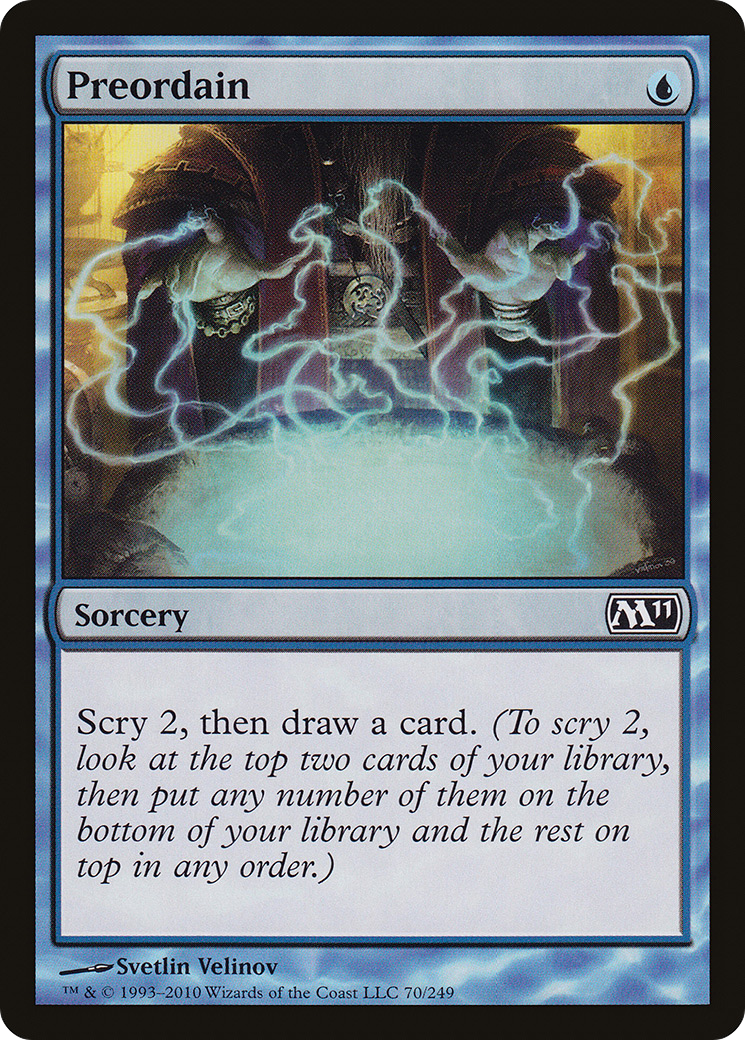 Preordain
Sorcery
M11
Scry 2, then draw a card. (To scry 2,
look at the top two cards of your library,
then put any number of them on the
bottom of your library and the rest on
top in any order.)
Svetlin Velinov
™ & © 1993–2010 Wizards of the Coast LLC 70/249